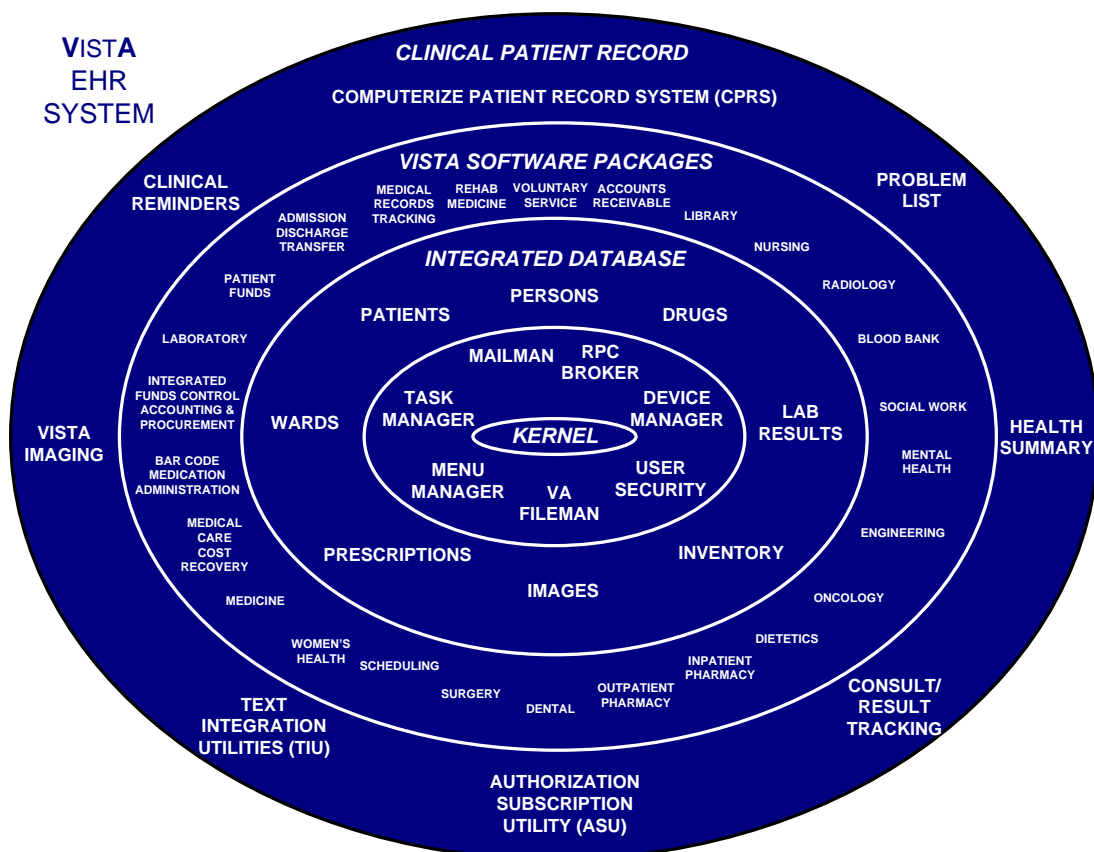 VISTA
EHR
SYSTEM
CLINICAL PATIENT RECORD
COMPUTERIZE PATIENT RECORD SYSTEM (CPRS)
CLINICAL
REMINDERS
PROBLEM
LIST
VISTA
IMAGING
HEALTH
SUMMARY
TEXT
INTEGRATION
UTILITIES (TIU)
CONSULT/
RESULT
TRACKING
AUTHORIZATION
SUBSCRIPTION
UTILITY (ASU)
VISTA SOFTWARE PACKAGES
MEDICAL
RECORDS
TRACKING
REHAB
MEDICINE
VOLUNTARY
SERVICE
ACCOUNTS
RECEIVABLE
LIBRARY
ADMISSION
DISCHARGE
TRANSFER
NURSING
PATIENT
FUNDS
RADIOLOGY
LABORATORY
BLOOD BANK
INTEGRATED
FUNDS CONTROL
ACCOUNTING &
PROCUREMENT
SOCIAL WORK
BAR CODE
MEDICATION
ADMINISTRATION
MENTAL
HEALTH
MEDICAL
CARE
COST
RECOVERY
ENGINEERING
MEDICINE
ONCOLOGY
WOMEN'S
HEALTH
DIETETICS
SCHEDULING
INPATIENT
PHARMACY
SURGERY
OUTPATIENT
PHARMACY
DENTAL
INTEGRATED DATABASE
PERSONS
PATIENTS
DRUGS
WARDS
LAB
RESULTS
PRESCRIPTIONS
INVENTORY
IMAGES
MAILMAN
RPC
BROKER
TASK
MANAGER
DEVICE
MANAGER
KERNEL
MENU
MANAGER
USER
SECURITY
VA
FILEMAN